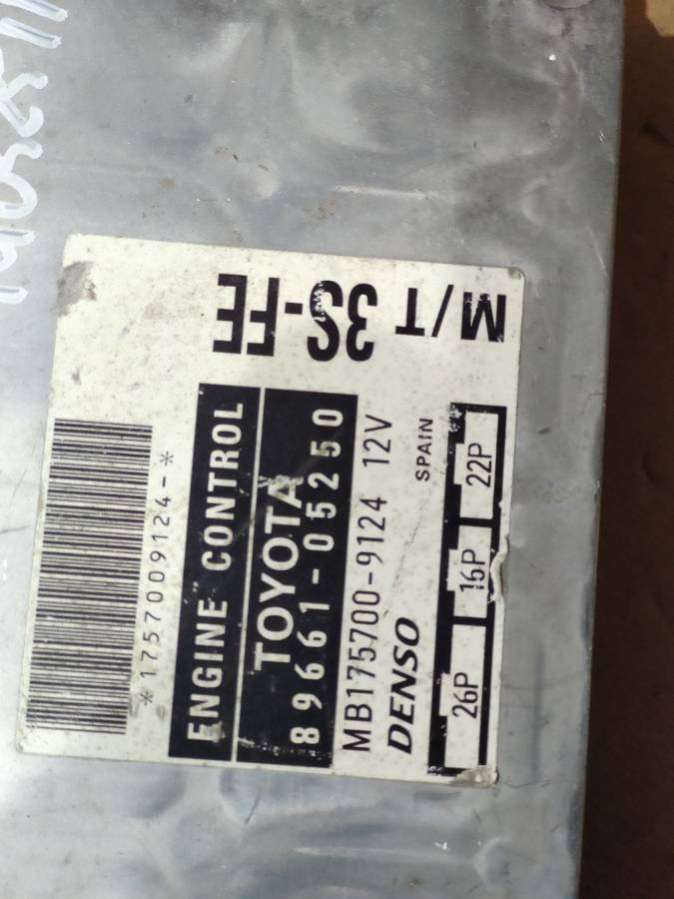 M/T 3S-FE
*1757009124-*
ENGINE CONTROL
TOYOTA
89661-05250
MB175700-9124 12V
DENSO
SPAIN
26P 16P 22P